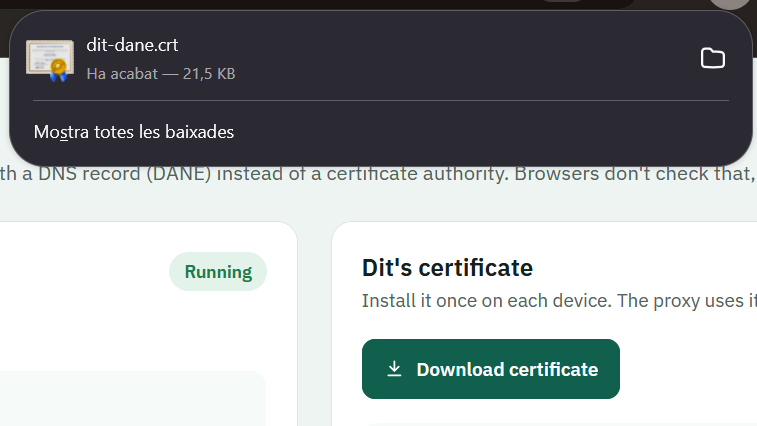 dit-dane.crt
Ha acabat — 21,5 KB
Mostra totes les baixades
th a DNS record (DANE) instead of a certificate authority. Browsers don't check that,
Running
Dit's certificate
Install it once on each device. The proxy uses it
Download certificate